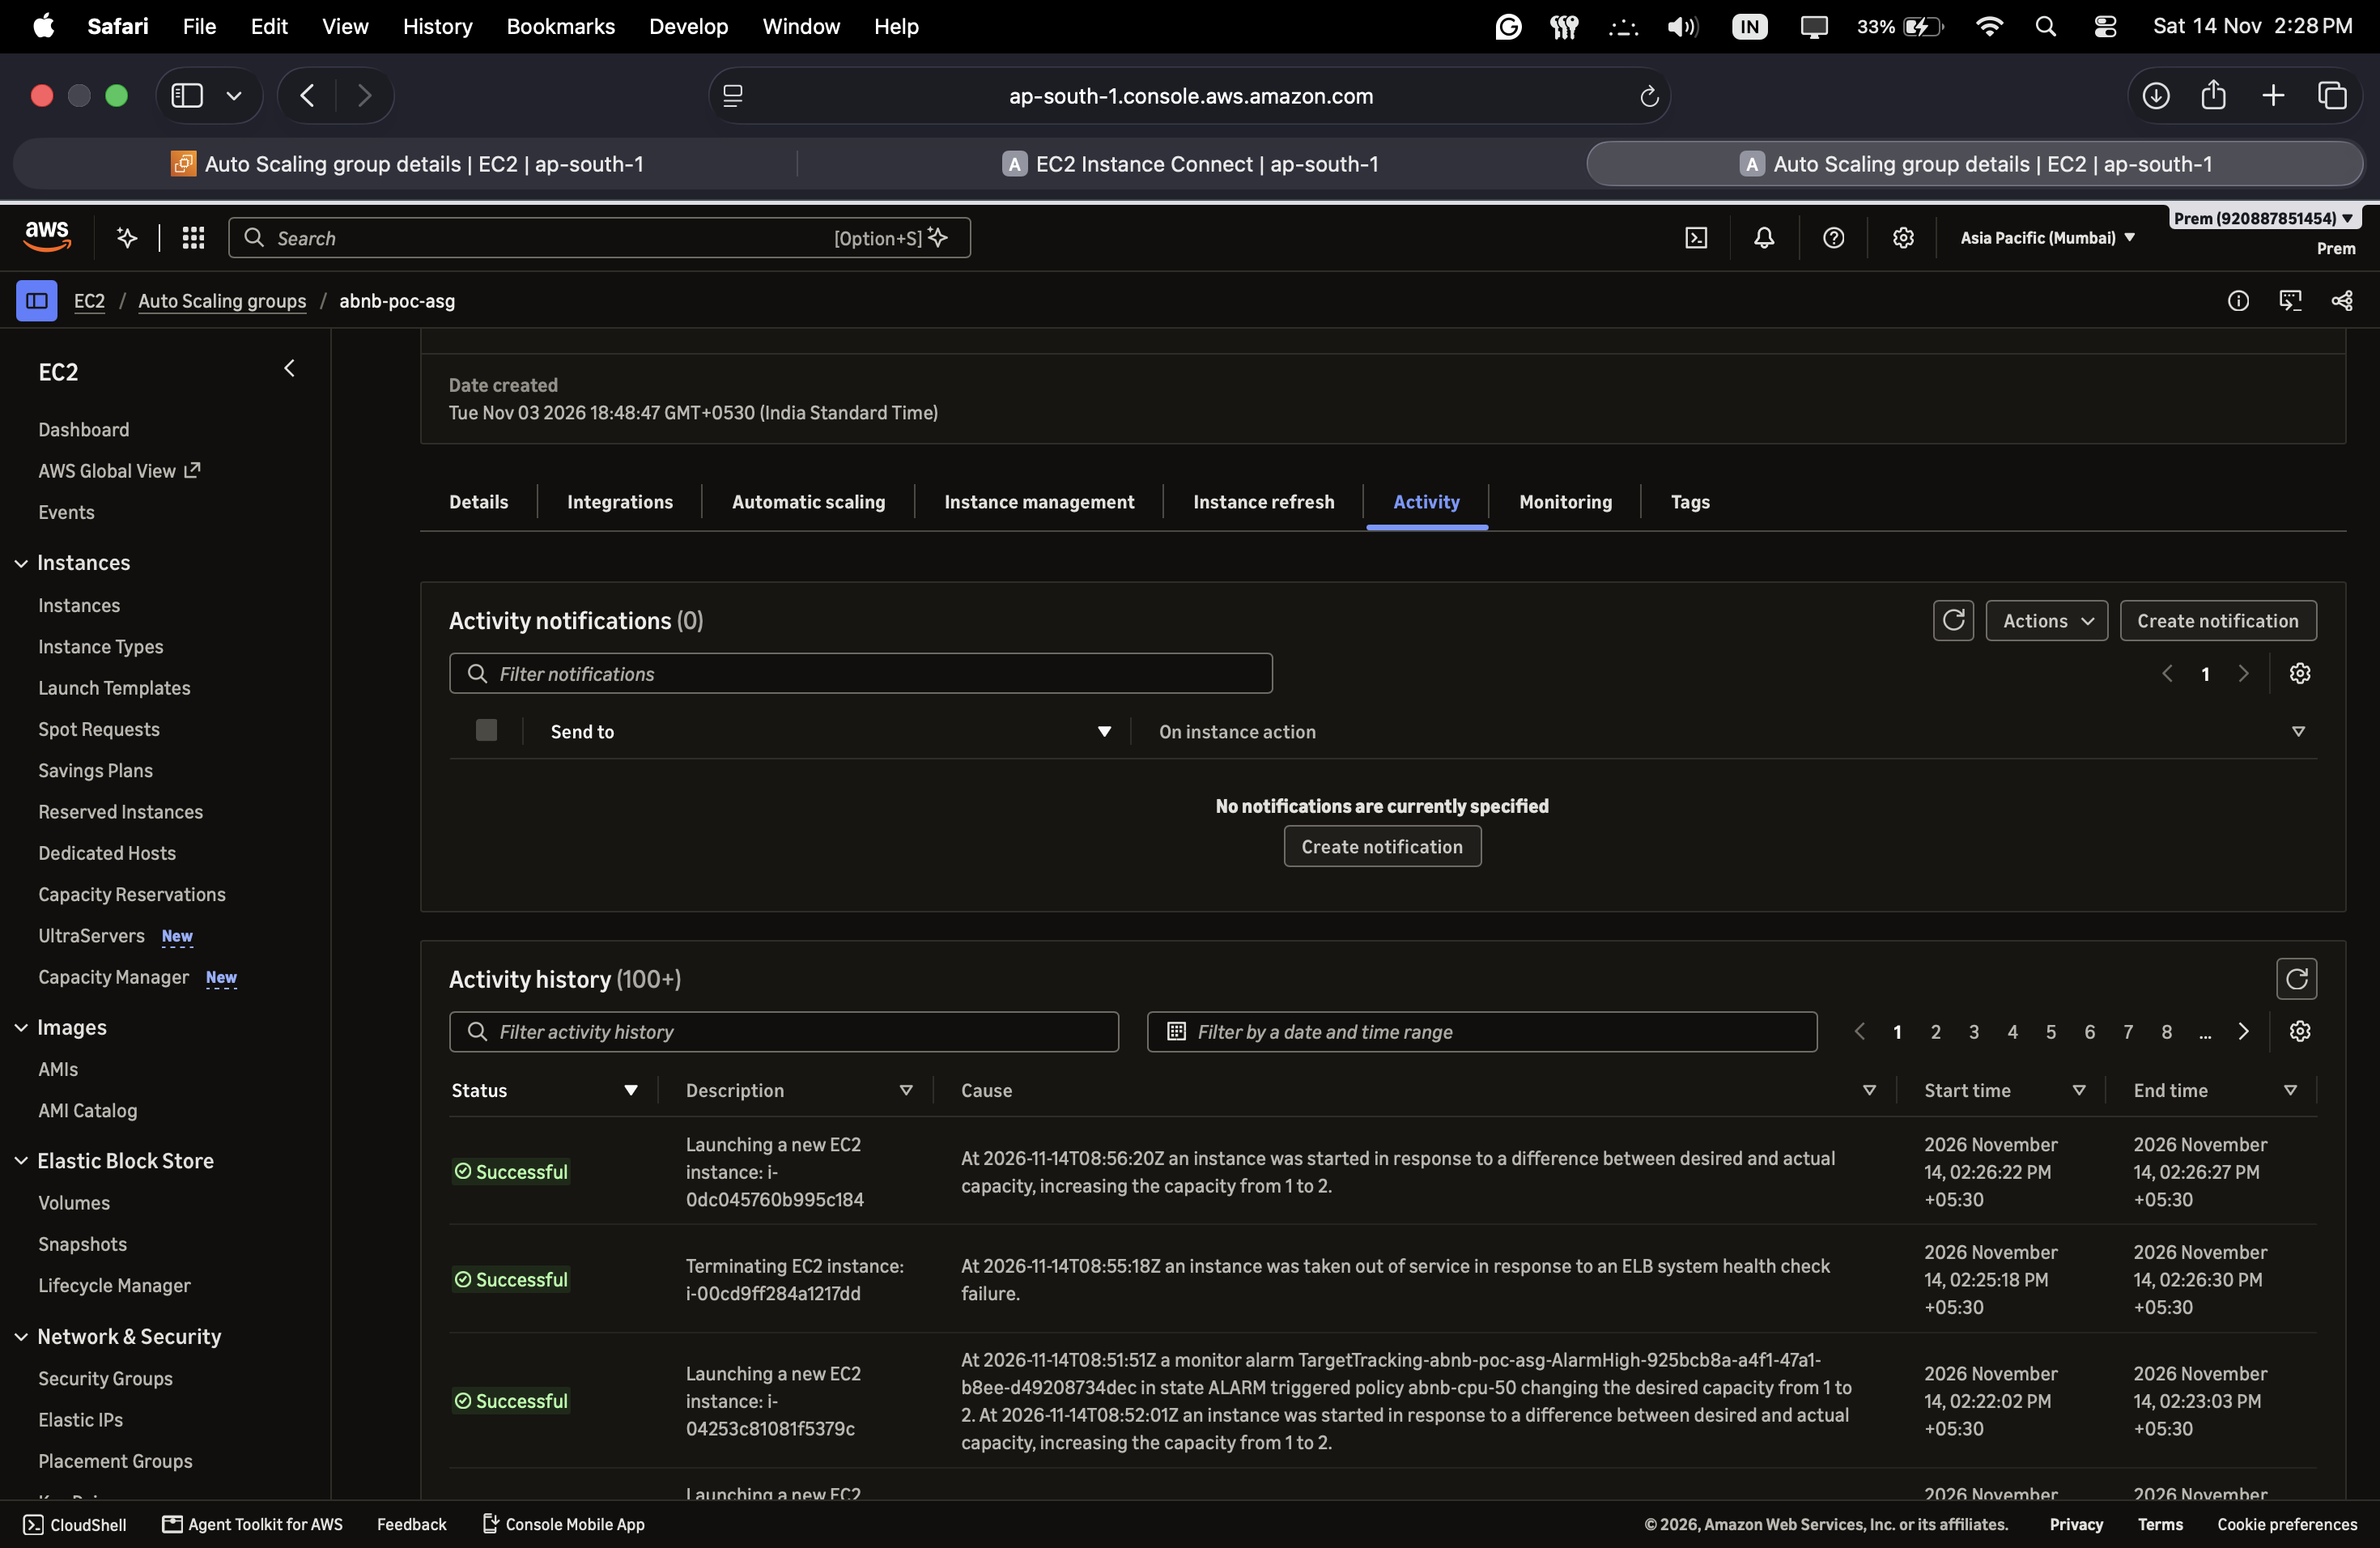 Safari File Edit View History Bookmarks Develop Window Help IN 33% Sat 14 Nov 2:28 PM
ap-south-1.console.aws.amazon.com
Auto Scaling group details | EC2 | ap-south-1
A EC2 Instance Connect | ap-south-1
A Auto Scaling group details | EC2 | ap-south-1
aws Search [Option+S] Asia Pacific (Mumbai) Prem (920887851454)
Prem
EC2 / Auto Scaling groups / abnb-poc-asg
EC2
Dashboard
AWS Global View
Events
Instances
Instances
Instance Types
Launch Templates
Spot Requests
Savings Plans
Reserved Instances
Dedicated Hosts
Capacity Reservations
UltraServers New
Capacity Manager New
Images
AMIs
AMI Catalog
Elastic Block Store
Volumes
Snapshots
Lifecycle Manager
Network & Security
Security Groups
Elastic IPs
Placement Groups
Date created
Tue Nov 03 2026 18:48:47 GMT+0530 (India Standard Time)
Details Integrations Automatic scaling Instance management Instance refresh Activity Monitoring Tags
Activity notifications (0) Actions Create notification
Filter notifications 1
Send to On instance action
No notifications are currently specified
Create notification
Activity history (100+)
Filter activity history Filter by a date and time range 1 2 3 4 5 6 7 8 ...
Status Description Cause Start time End time
Successful
Launching a new EC2
instance: i-
0dc045760b995c184
At 2026-11-14T08:56:20Z an instance was started in response to a difference between desired and actual
capacity, increasing the capacity from 1 to 2.
2026 November
14, 02:26:22 PM
+05:30
2026 November
14, 02:26:27 PM
+05:30
Successful
Terminating EC2 instance:
i-00cd9ff284a1217dd
At 2026-11-14T08:55:18Z an instance was taken out of service in response to an ELB system health check
failure.
2026 November
14, 02:25:18 PM
+05:30
2026 November
14, 02:26:30 PM
+05:30
Successful
Launching a new EC2
instance: i-
04253c81081f5379c
At 2026-11-14T08:51:51Z a monitor alarm TargetTracking-abnb-poc-asg-AlarmHigh-925bcb8a-a4f1-47a1-
b8ee-d49208734dec in state ALARM triggered policy abnb-cpu-50 changing the desired capacity from 1 to
2. At 2026-11-14T08:52:01Z an instance was started in response to a difference between desired and actual
capacity, increasing the capacity from 1 to 2.
2026 November
14, 02:22:02 PM
+05:30
2026 November
14, 02:23:03 PM
+05:30
Launching a new EC2
2026 November
2026 November
CloudShell Agent Toolkit for AWS Feedback Console Mobile App © 2026, Amazon Web Services, Inc. or its affiliates. Privacy Terms Cookie preferences